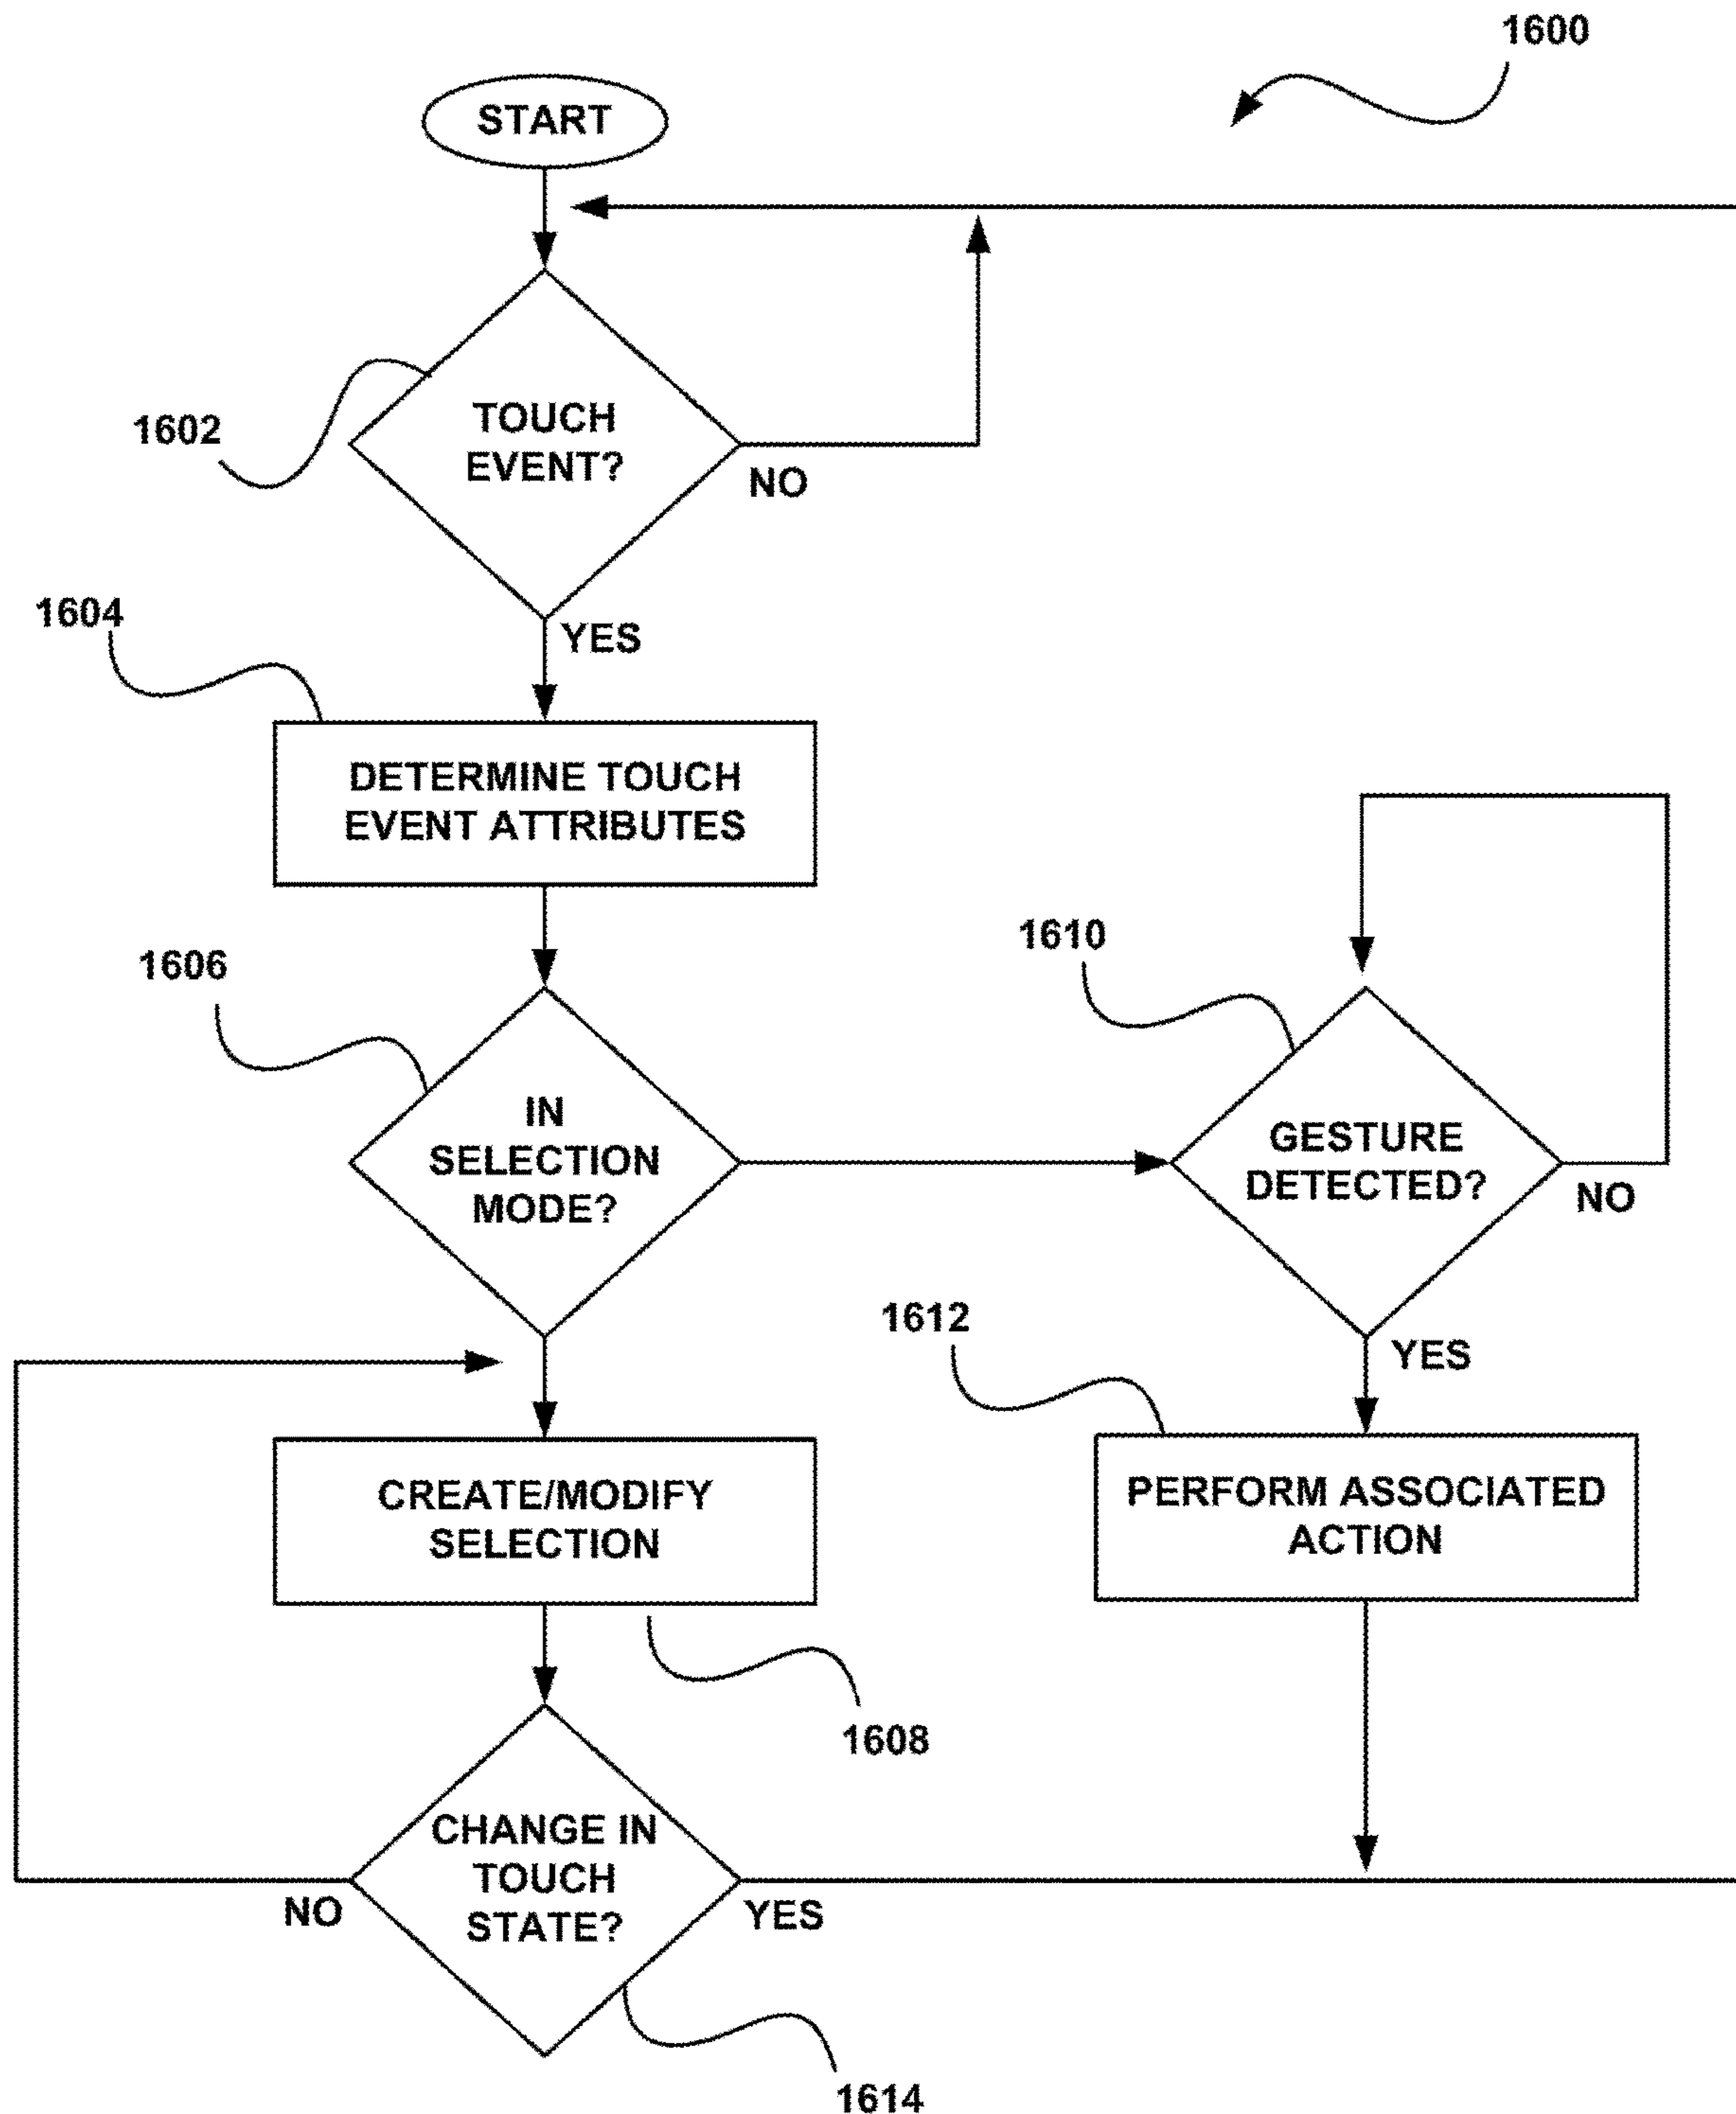 1600
START
1602
TOUCH
EVENT?
NO
YES
1604
DETERMINE TOUCH
EVENT ATTRIBUTES
1606
IN
SELECTION
MODE?
1610
GESTURE
DETECTED?
NO
YES
1612
PERFORM ASSOCIATED
ACTION
CREATE/MODIFY
SELECTION
1608
CHANGE IN
TOUCH
STATE?
NO
YES
1614